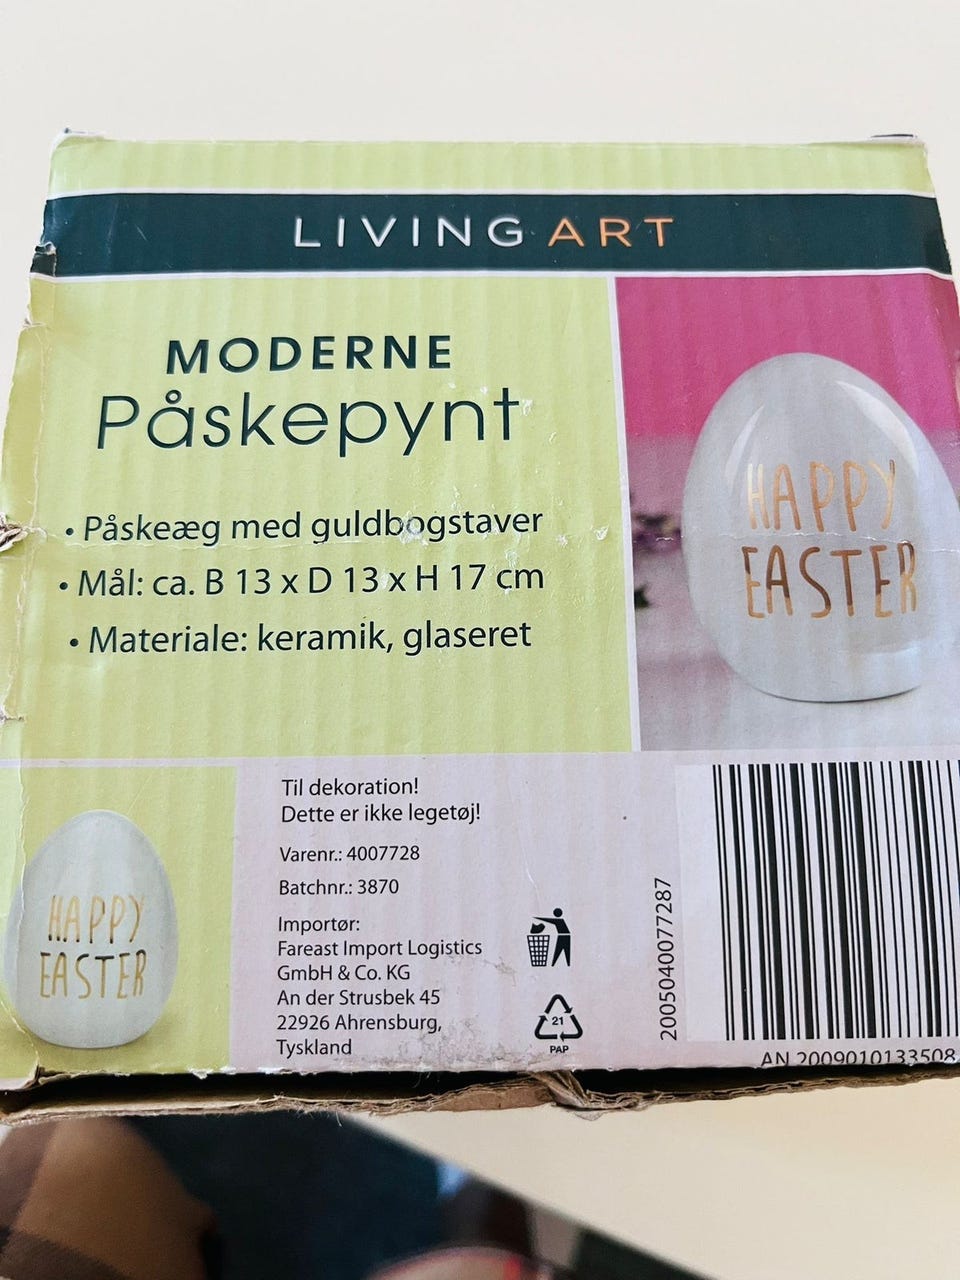 LIVING ART
MODERNE
Påskepynt
• Påskeæg med guldbogstaver
• Mål: ca. B 13 x D 13 x H 17 cm
• Materiale: keramik, glaseret
HAPPY
EASTER
HAPPY
EASTER
Til dekoration!
Dette er ikke legetøj!
Varenr.: 4007728
Batchnr.: 3870
Importør:
Fareast Import Logistics
GmbH & Co. KG
An der Strusbek 45
22926 Ahrensburg,
Tyskland
21
PAP
2005040077287
AN 2009010133508